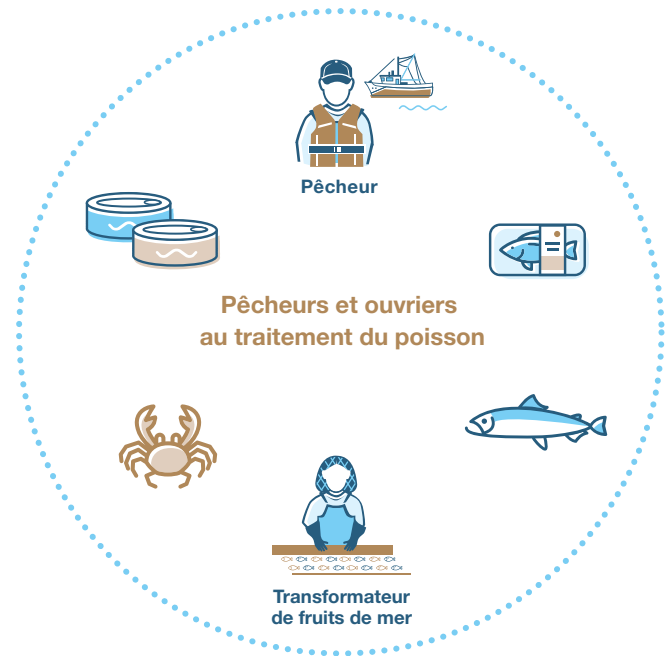 Pêcheur
Pêcheurs et ouvriers
au traitement du poisson
Transformateur
de fruits de mer